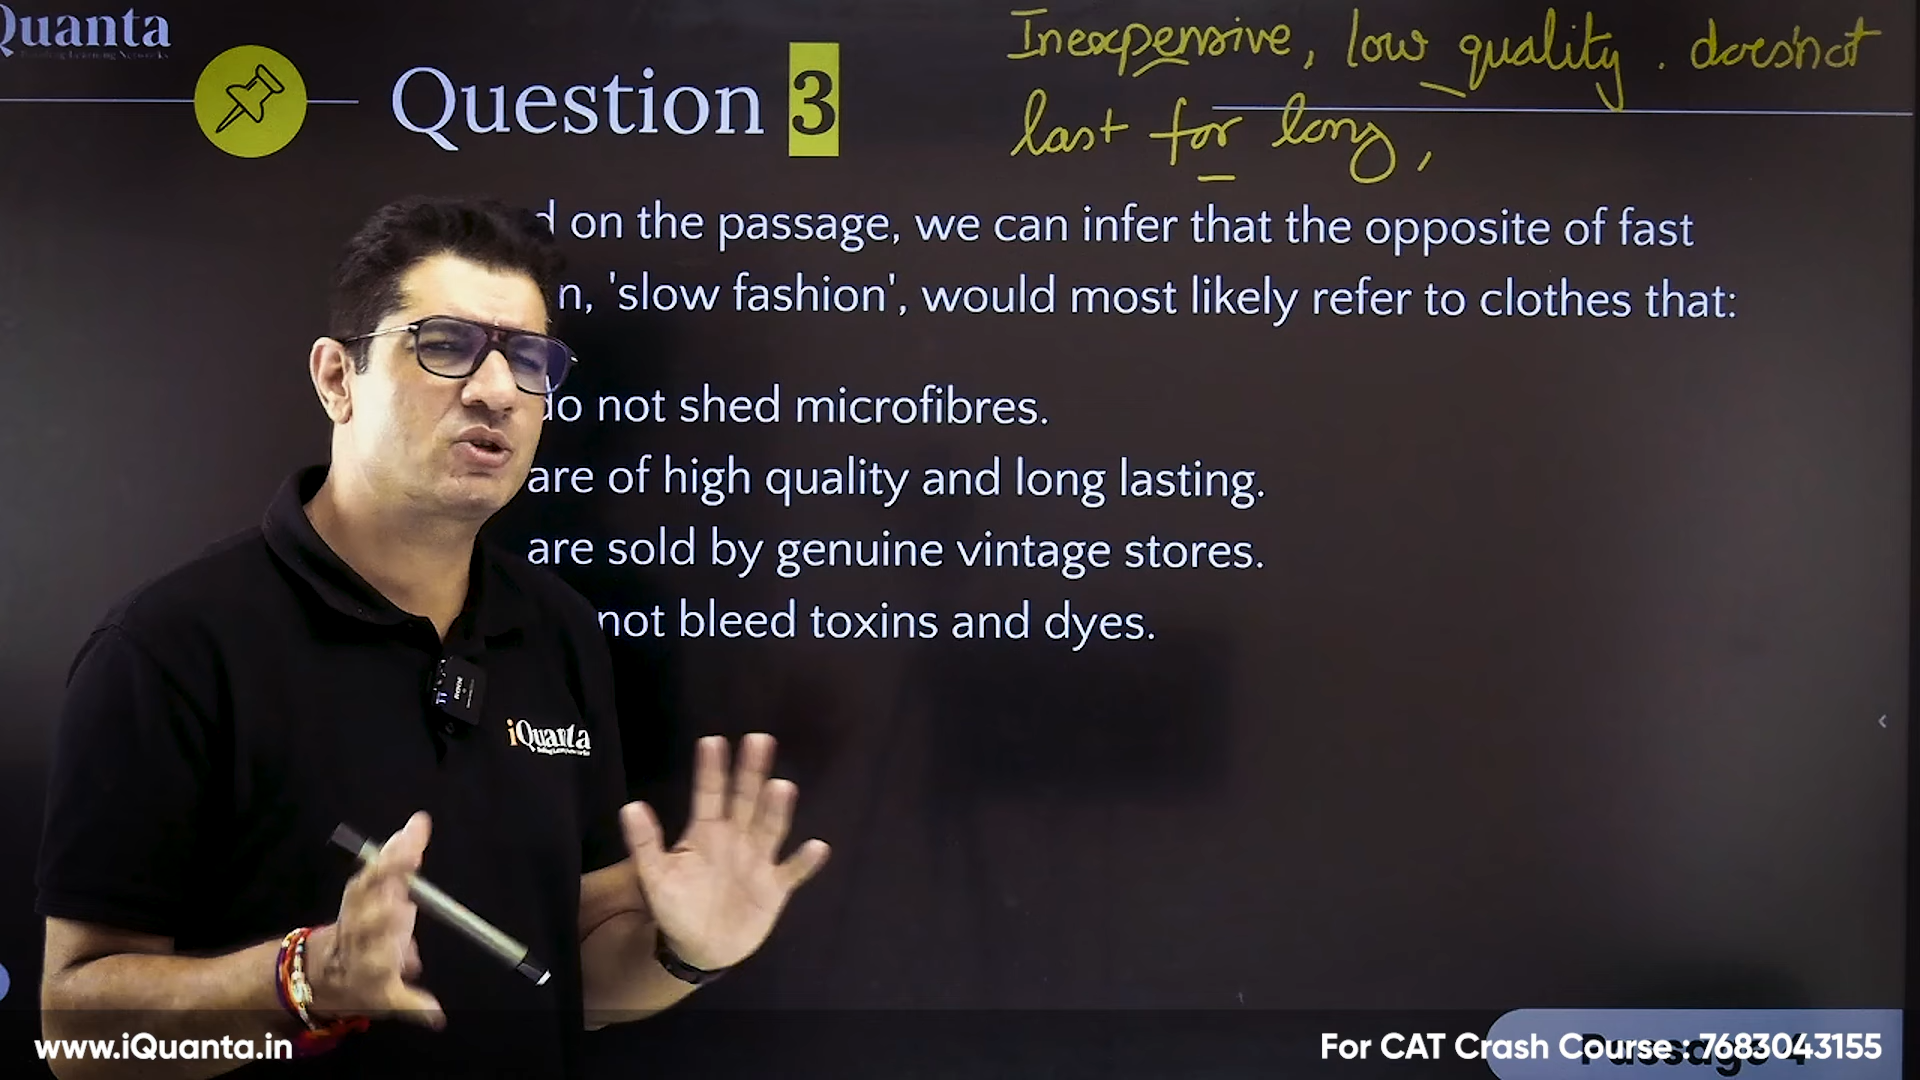 Quanta
Question 3
Inexpensive, low quality. doesnot
last for long,
on the passage, we can infer that the opposite of fast
'slow fashion', would most likely refer to clothes that:
do not shed microfibres.
are of high quality and long lasting.
are sold by genuine vintage stores.
not bleed toxins and dyes.
iQuanta
www.iQuanta.in
For CAT Crash Course : 7683043155
Passage 4